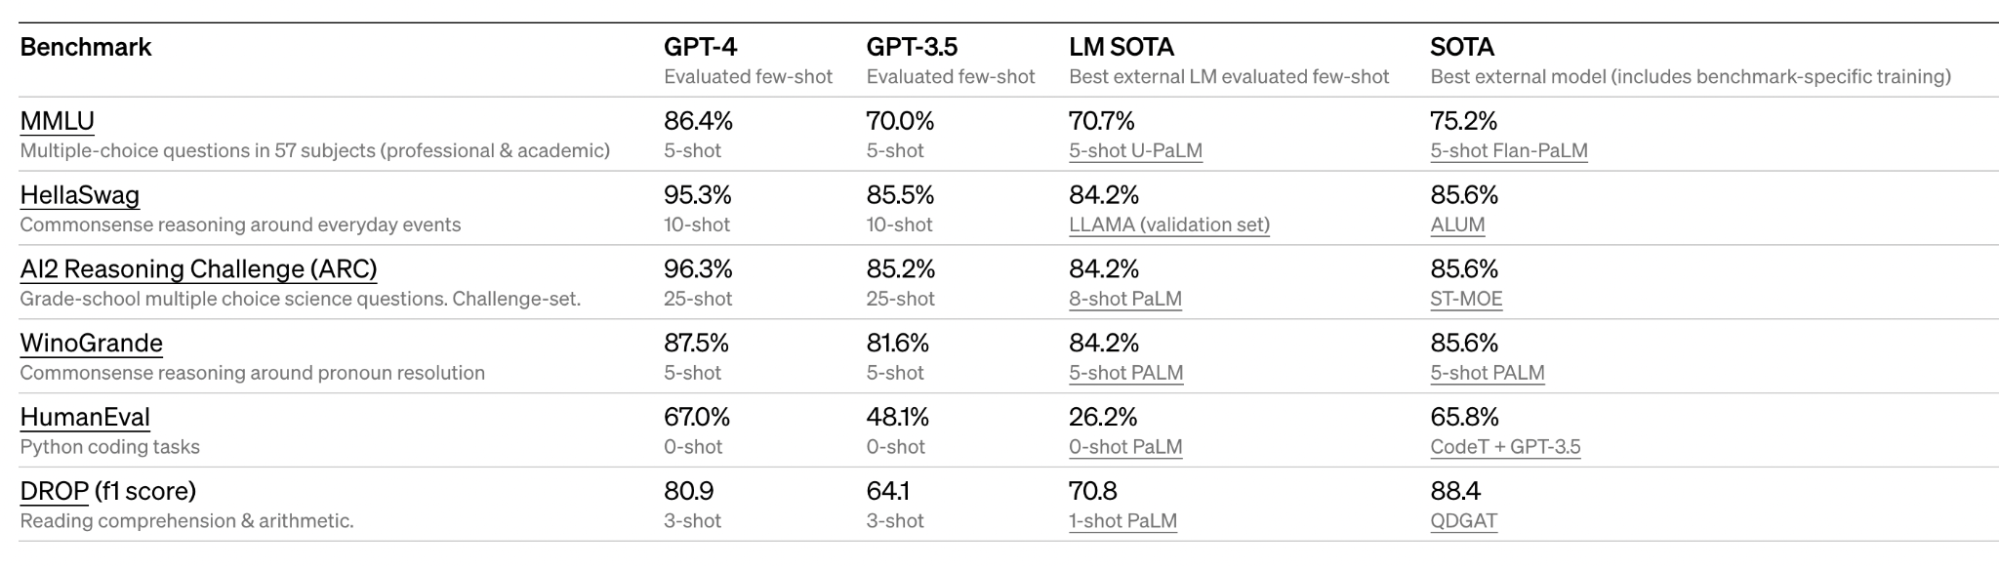 Benchmark GPT-4 GPT-3.5 LM SOTA SOTA
Evaluated few-shot Evaluated few-shot Best external LM evaluated few-shot Best external model (includes benchmark-specific training)
MMLU 86.4% 70.0% 70.7% 75.2%
Multiple-choice questions in 57 subjects (professional & academic) 5-shot 5-shot 5-shot U-PaLM 5-shot Flan-PaLM
HellaSwag 95.3% 85.5% 84.2% 85.6%
Commonsense reasoning around everyday events 10-shot 10-shot LLAMA (validation set) ALUM
AI2 Reasoning Challenge (ARC) 96.3% 85.2% 84.2% 85.6%
Grade-school multiple choice science questions. Challenge-set. 25-shot 25-shot 8-shot PaLM ST-MOE
WinoGrande 87.5% 81.6% 84.2% 85.6%
Commonsense reasoning around pronoun resolution 5-shot 5-shot 5-shot PALM 5-shot PALM
HumanEval 67.0% 48.1% 26.2% 65.8%
Python coding tasks 0-shot 0-shot 0-shot PaLM CodeT + GPT-3.5
DROP (f1 score) 80.9 64.1 70.8 88.4
Reading comprehension & arithmetic. 3-shot 3-shot 1-shot PaLM QDGAT